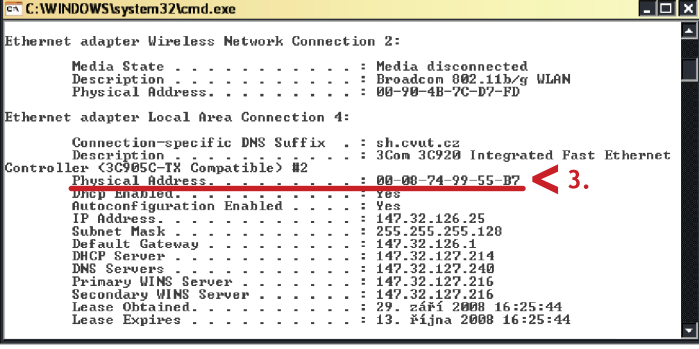 C:\WINDOWS\system32\cmd.exe
Ethernet adapter Wireless Network Connection 2:
Media State . . . . . . . . . . . : Media disconnected
Description . . . . . . . . . . . : Broadcom 802.11b/g WLAN
Physical Address. . . . . . . . . : 00-90-4B-7C-D7-FD
Ethernet adapter Local Area Connection 4:
Connection-specific DNS Suffix  . : sh.cvut.cz
Description . . . . . . . . . . . : 3Com 3C920 Integrated Fast Ethernet
Controller (3C905C-TX Compatible) #2
Physical Address. . . . . . . . . : 00-08-74-99-55-B7 < 3.
Dhcp Enabled. . . . . . . . . . . : Yes
Autoconfiguration Enabled . . . . : Yes
IP Address. . . . . . . . . . . . : 147.32.126.25
Subnet Mask . . . . . . . . . . . : 255.255.255.128
Default Gateway . . . . . . . . . : 147.32.126.1
DHCP Server . . . . . . . . . . . : 147.32.127.214
DNS Servers . . . . . . . . . . . : 147.32.127.240
Primary WINS Server . . . . . . . : 147.32.127.216
Secondary WINS Server . . . . . . : 147.32.127.216
Lease Obtained. . . . . . . . . . : 29. září 2008 16:25:44
Lease Expires . . . . . . . . . . : 13. října 2008 16:25:44